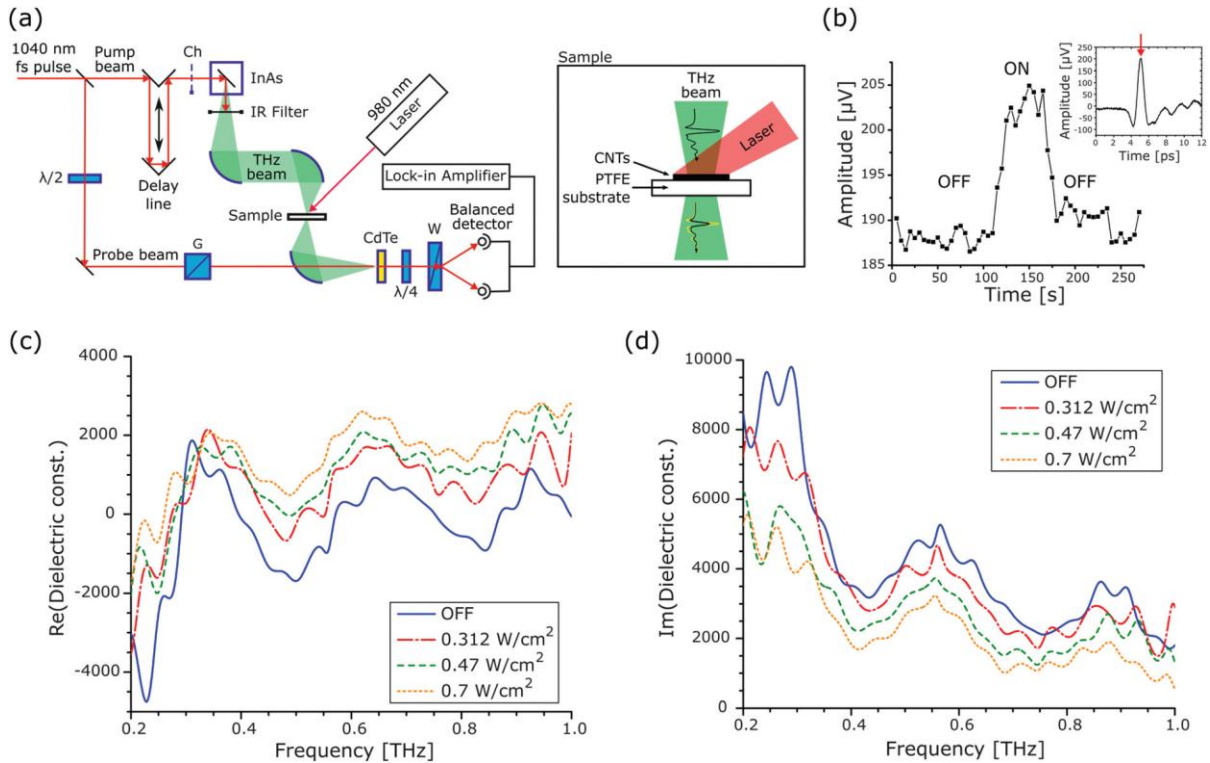 (a)
1040 nm
fs pulse
Pump
beam
Ch
InAs
IR Filter
980 nm
Laser
THz
beam
λ/2
Delay
line
Lock-in Amplifier
Sample
Balanced
detector
CdTe
W
G
Probe beam
λ/4
Sample
THz
beam
Laser
CNTs
PTFE
substrate
(b)
ON
OFF
OFF
Amplitude [µV]
205
200
195
190
185
0 50 100 150 200 250
Time [s]
Amplitude [µV]
250
200
150
100
50
0
-50
-100
0 2 4 6 8 10 12
Time [ps]
(c)
Re(Dielectric const.)
4000
2000
0
-2000
-4000
OFF
0.312 W/cm²
0.47 W/cm²
0.7 W/cm²
0.2 0.4 0.6 0.8 1.0
Frequency [THz]
(d)
Im(Dielectric const.)
10000
8000
6000
4000
2000
0
OFF
0.312 W/cm²
0.47 W/cm²
0.7 W/cm²
0.2 0.4 0.6 0.8 1.0
Frequency [THz]